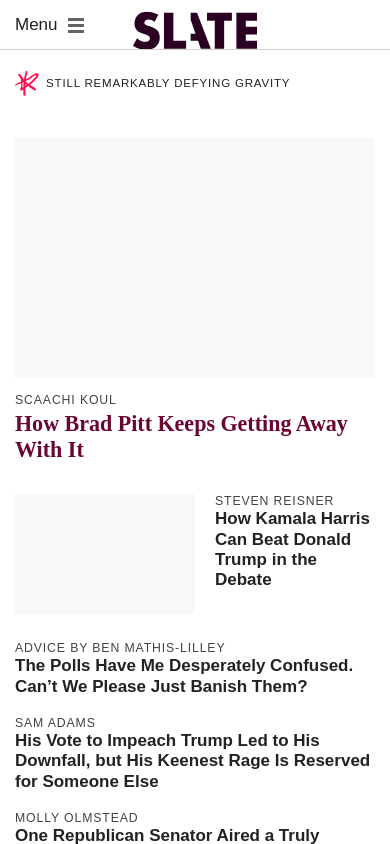 Menu
SLATE
STILL REMARKABLY DEFYING GRAVITY
SCAACHI KOUL
How Brad Pitt Keeps Getting Away
With It
STEVEN REISNER
How Kamala Harris
Can Beat Donald
Trump in the
Debate
ADVICE BY BEN MATHIS-LILLEY
The Polls Have Me Desperately Confused.
Can’t We Please Just Banish Them?
SAM ADAMS
His Vote to Impeach Trump Led to His
Downfall, but His Keenest Rage Is Reserved
for Someone Else
MOLLY OLMSTEAD
One Republican Senator Aired a Truly